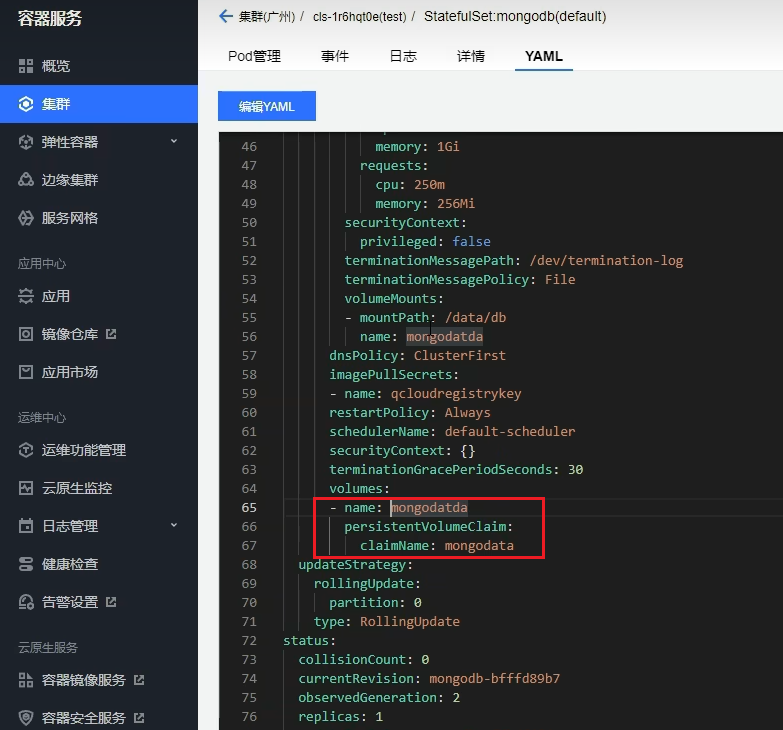 容器服务
概览
集群
弹性容器
边缘集群
服务网格
应用中心
应用
镜像仓库
应用市场
运维中心
运维功能管理
云原生监控
日志管理
健康检查
告警设置
云原生服务
容器镜像服务
容器安全服务
集群(广州) / cls-1r6hqt0e(test) / StatefulSet:mongodb(default)
Pod管理 事件 日志 详情 YAML
编辑YAML
46 memory: 1Gi
47 requests:
48 cpu: 250m
49 memory: 256Mi
50 securityContext:
51 privileged: false
52 terminationMessagePath: /dev/termination-log
53 terminationMessagePolicy: File
54 volumeMounts:
55 - mountPath: /data/db
56 name: mongodatda
57 dnsPolicy: ClusterFirst
58 imagePullSecrets:
59 - name: qcloudregistrykey
60 restartPolicy: Always
61 schedulerName: default-scheduler
62 securityContext: {}
63 terminationGracePeriodSeconds: 30
64 volumes:
65 - name: mongodatda
66 persistentVolumeClaim:
67 claimName: mongodata
68 updateStrategy:
69 rollingUpdate:
70 partition: 0
71 type: RollingUpdate
72 status:
73 collisionCount: 0
74 currentRevision: mongodb-bfffd89b7
75 observedGeneration: 2
76 replicas: 1